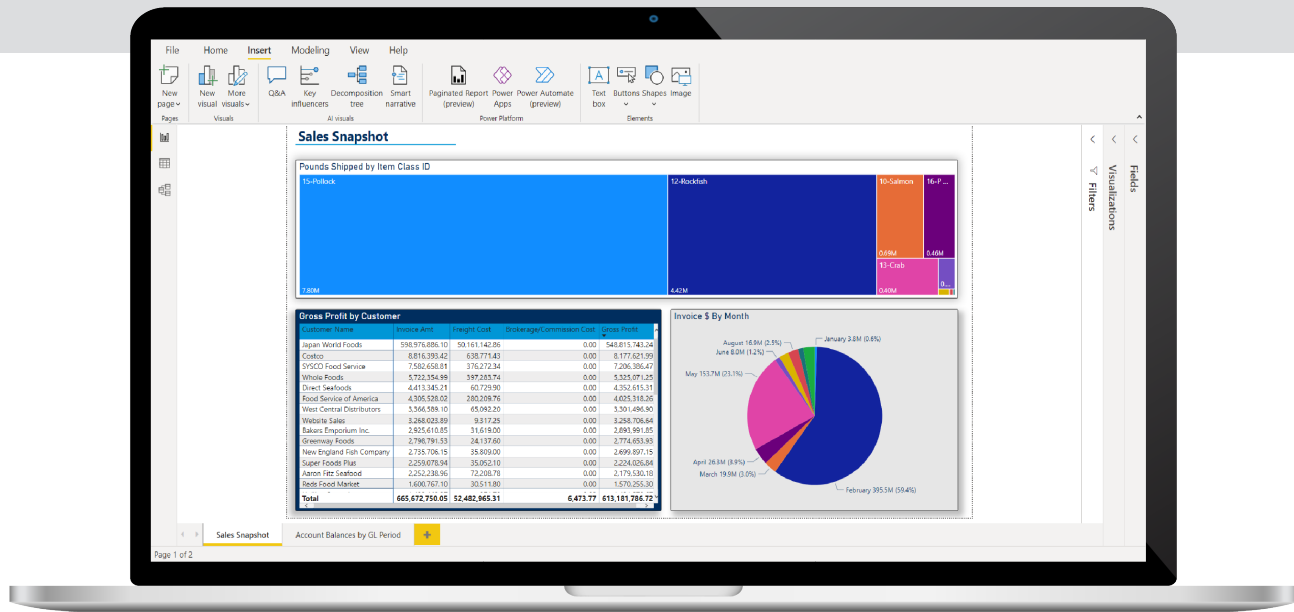 File Home Insert Modeling View Help
New page
New visual
More visuals
Q&A
Key influencers
Decomposition tree
Smart narrative
Paginated Report (preview)
Power Apps
Power Automate (preview)
Text box
Buttons
Shapes
Image
Pages Visuals AI visuals Power Platform Elements
Sales Snapshot
Pounds Shipped by Item Class ID
15-Pollock
7.80M
12-Rockfish
4.42M
10-Salmon
0.69M
16-P ...
0.46M
13-Crab
0.40M
0...
Gross Profit by Customer
Customer Name Invoice Amt Freight Cost Brokerage/Commission Cost Gross Profit
Japan World Foods 598,976,886.10 50,161,142.86 0.00 548,815,743.24
Costco 8,816,393.42 638,771.43 0.00 8,177,621.99
SYSCO Food Service 7,582,658.81 376,272.34 0.00 7,206,386.47
Whole Foods 5,722,354.99 397,283.74 0.00 5,325,071.25
Direct Seafoods 4,413,345.21 60,729.90 0.00 4,352,615.31
Food Service of America 4,305,528.02 280,209.76 0.00 4,025,318.26
West Central Distributors 3,366,589.10 65,092.20 0.00 3,301,496.90
Website Sales 3,268,023.89 9,317.25 0.00 3,258,706.64
Bakers Emporium Inc. 2,925,610.85 31,619.00 0.00 2,893,991.85
Greenway Foods 2,798,791.53 24,137.60 0.00 2,774,653.93
New England Fish Company 2,735,706.15 35,809.00 0.00 2,699,897.15
Super Foods Plus 2,259,078.94 35,052.10 0.00 2,224,026.84
Aaron Fitz Seafood 2,252,238.96 72,208.78 0.00 2,179,530.18
Reds Food Market 1,600,767.10 30,511.80 0.00 1,570,255.30
Total 665,672,750.05 52,482,965.31 6,473.77 613,181,786.72
Invoice $ By Month
August 16.9M (2.5%)
January 3.8M (0.6%)
June 8.0M (1.2%)
May 153.7M (23.1%)
April 26.3M (3.9%)
March 19.9M (3.0%)
February 395.5M (59.4%)
Filters
Visualizations
Fields
Sales Snapshot Account Balances by GL Period
Page 1 of 2